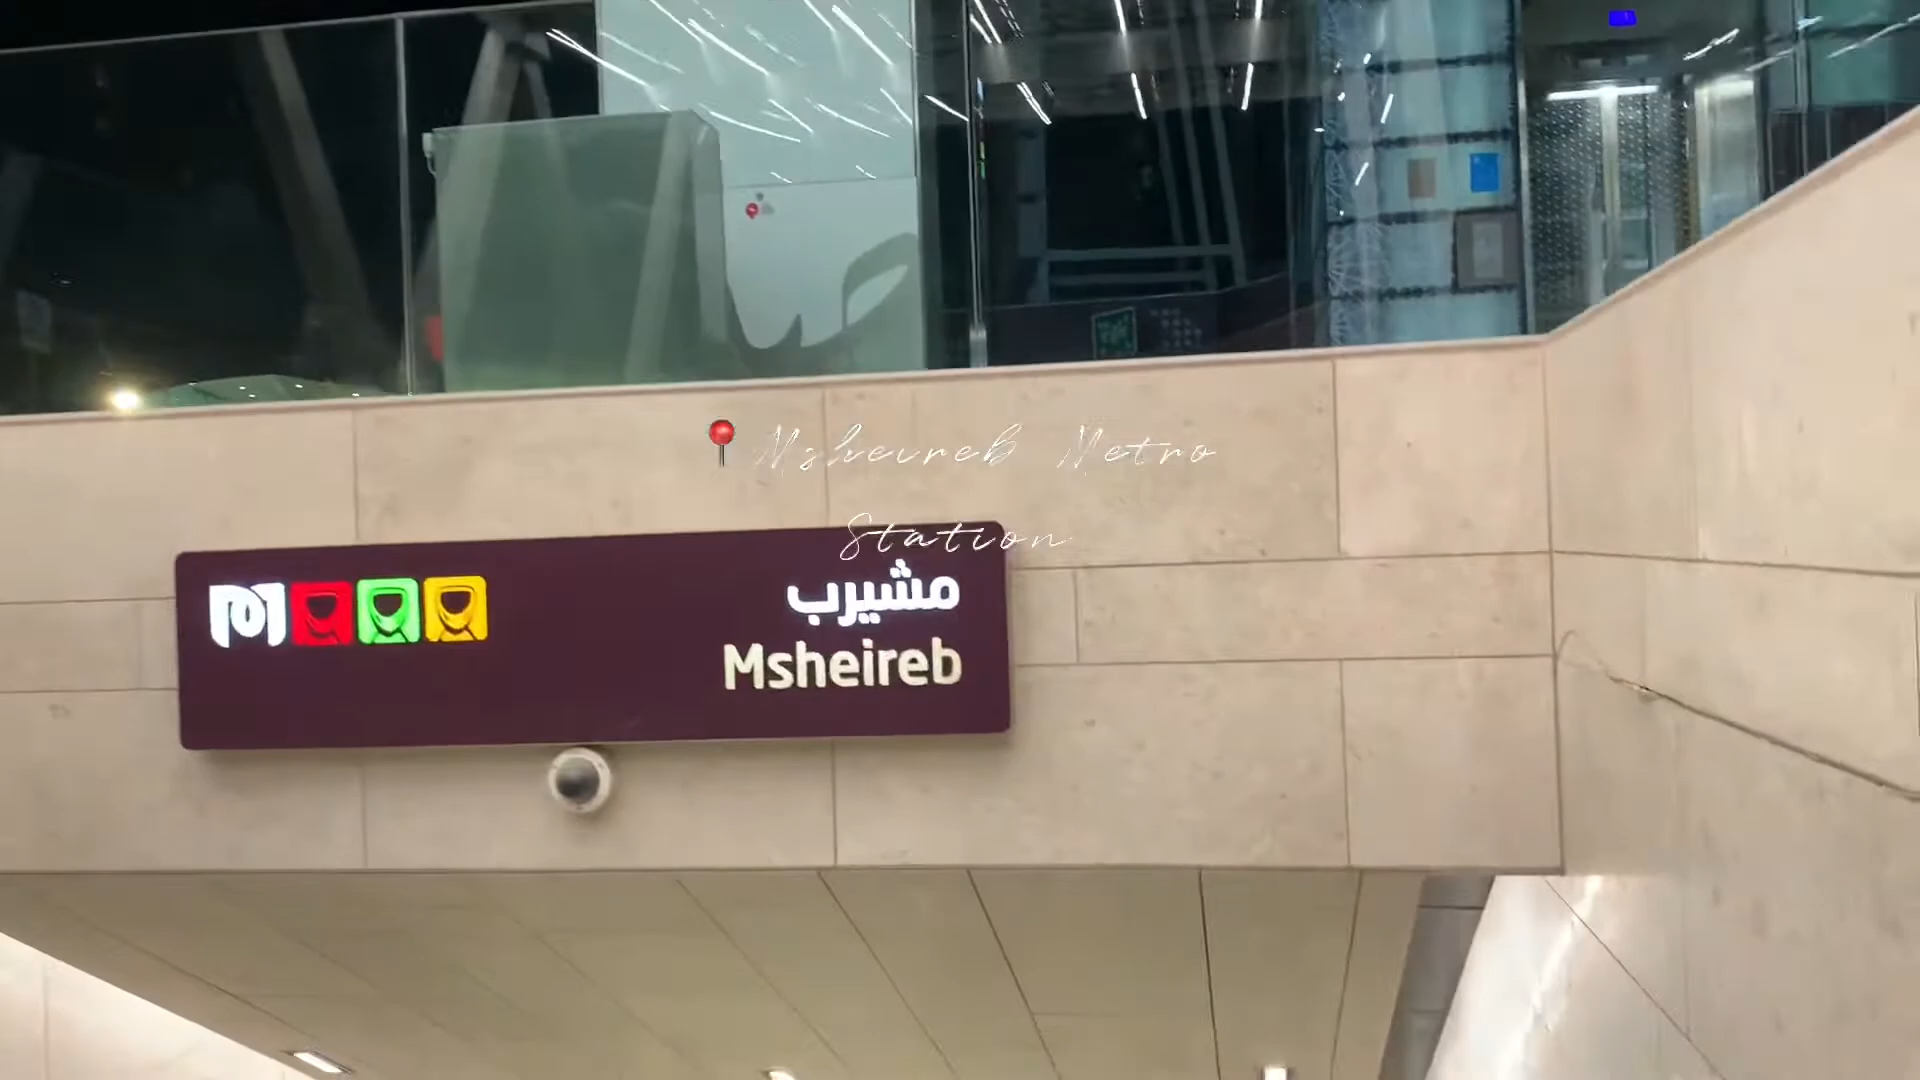 📍Msheireb Metro
Station
مشيرب
Msheireb